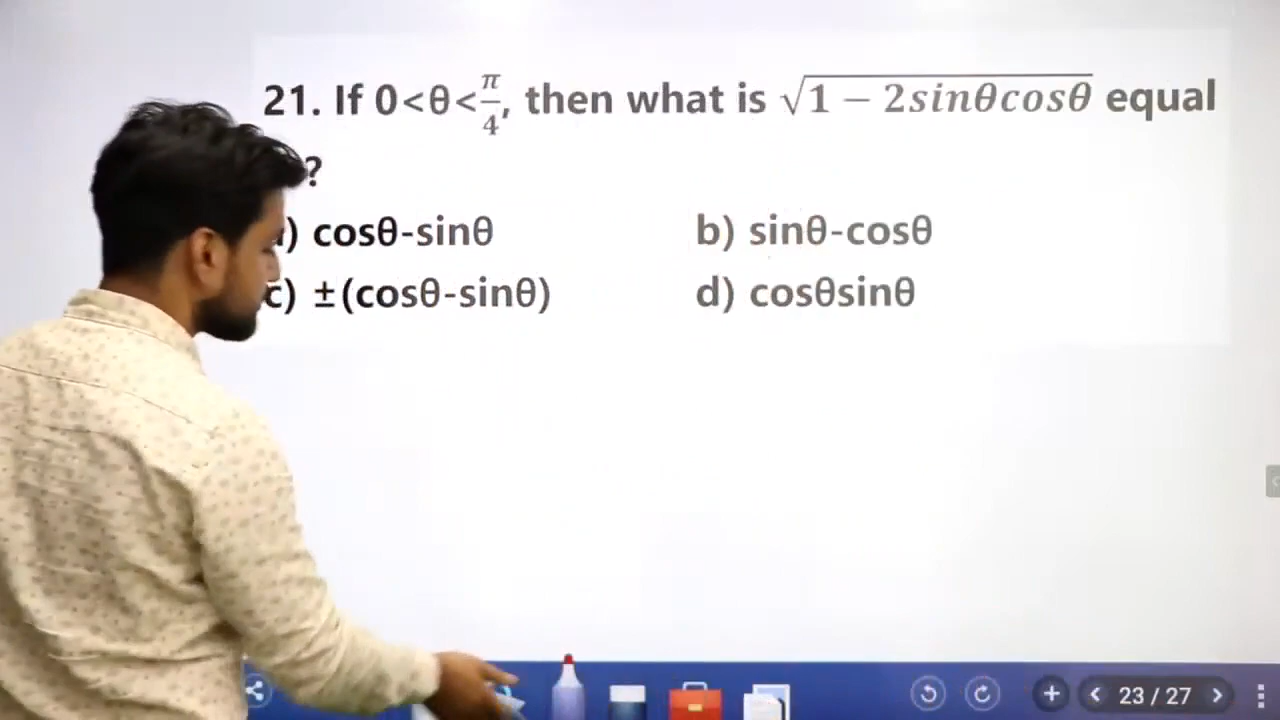 21. If 0<θ<π/4, then what is √1 − 2sinθcosθ equal
?
) cosθ-sinθ b) sinθ-cosθ
c) ±(cosθ-sinθ) d) cosθsinθ
23 / 27